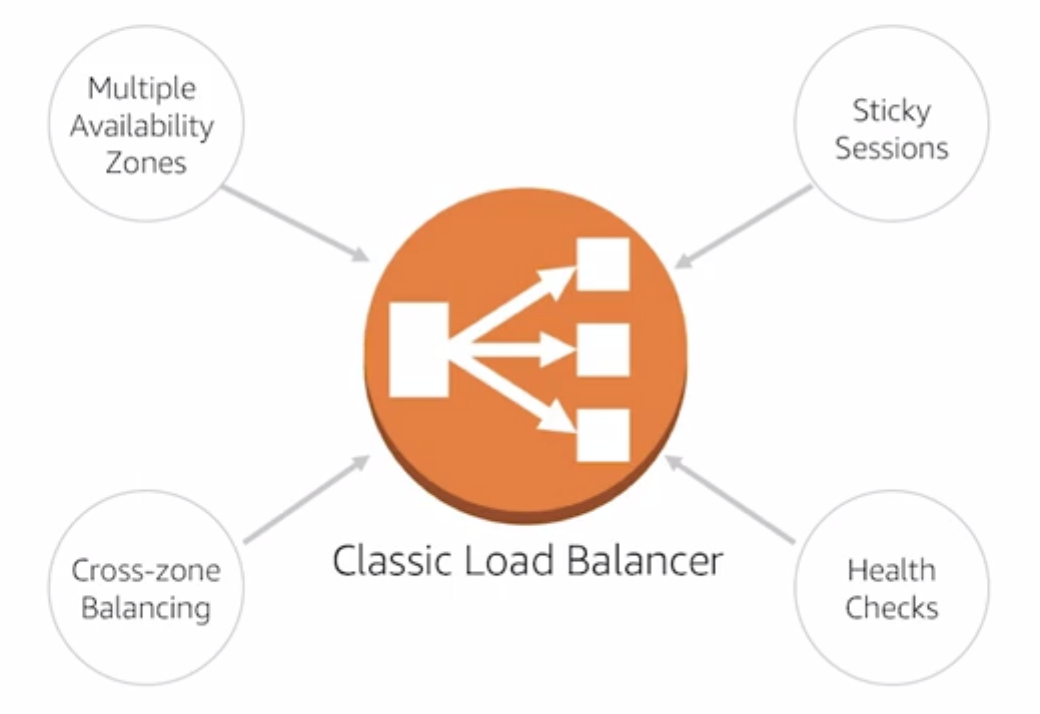 Multiple
Availability
Zones
Sticky
Sessions
Classic Load Balancer
Cross-zone
Balancing
Health
Checks